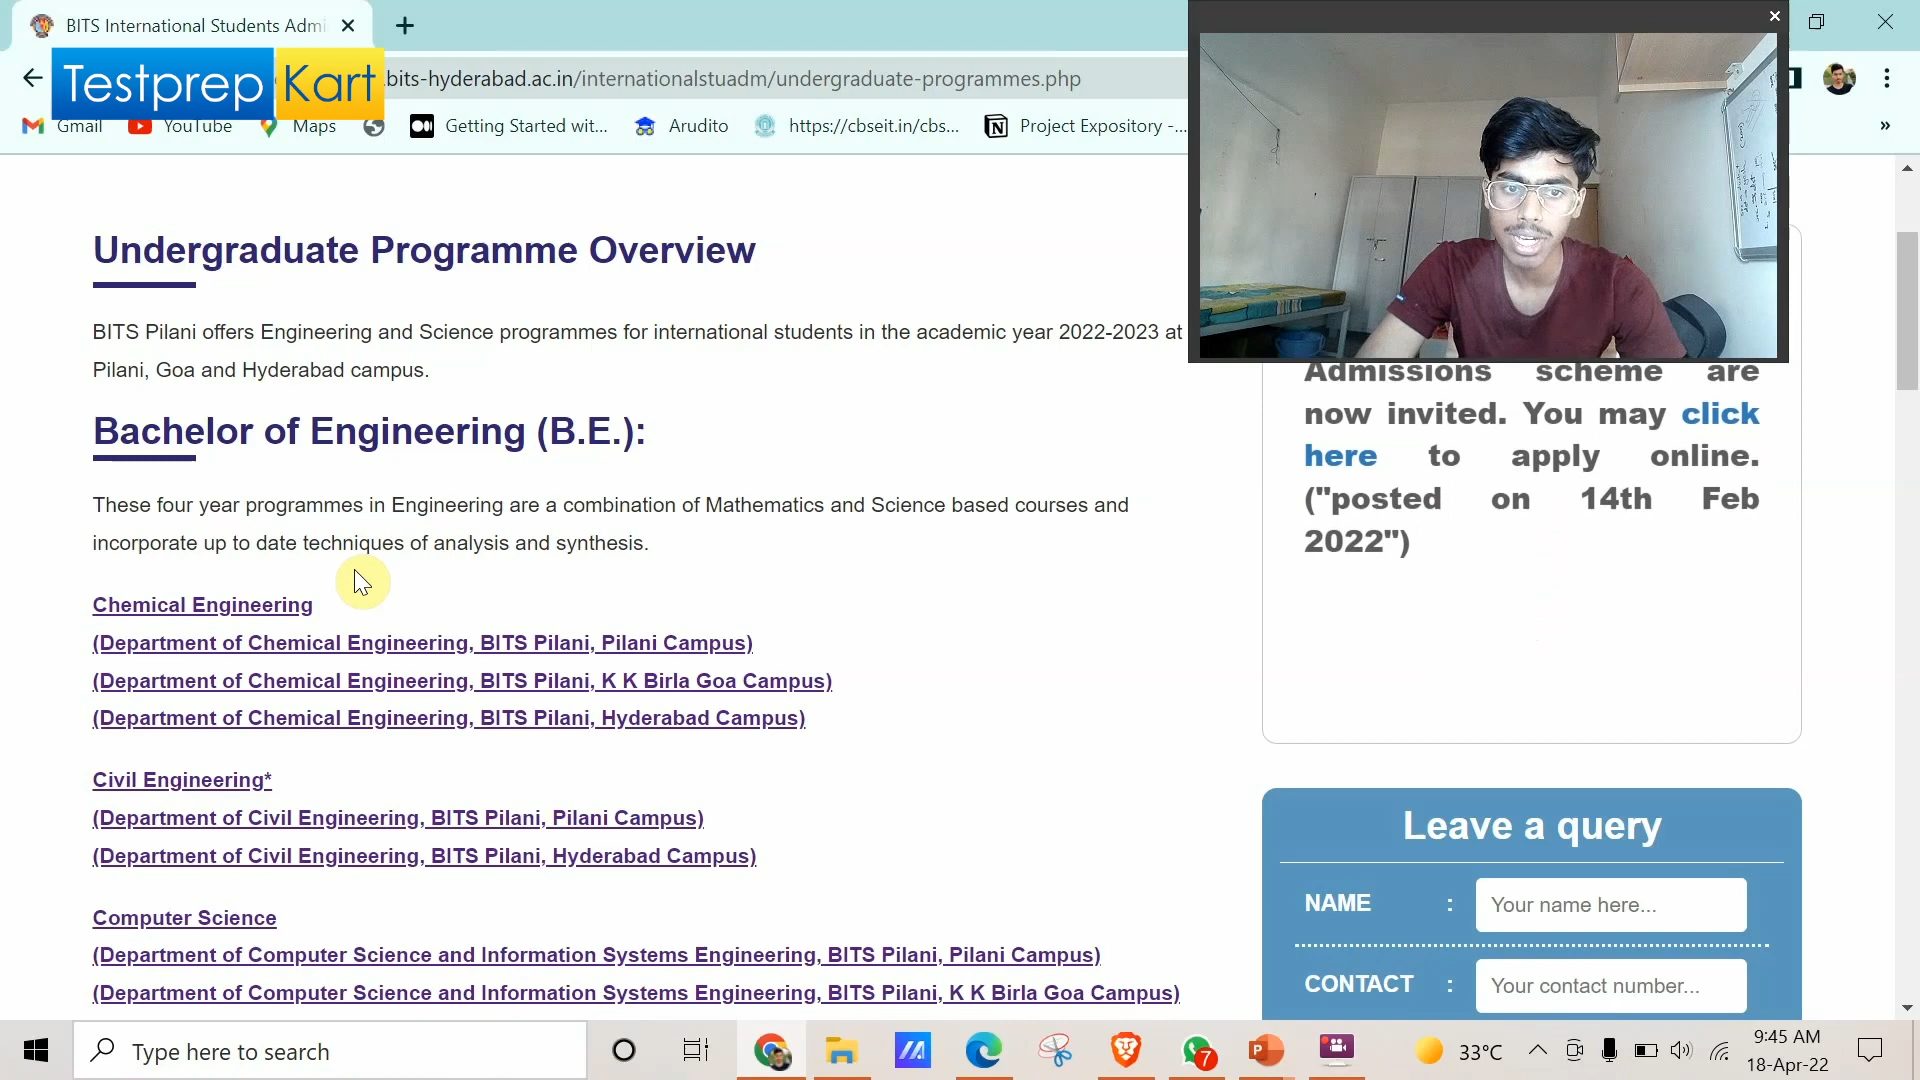 BITS International Students Admi
Testprep Kart
bits-hyderabad.ac.in/internationalstuadm/undergraduate-programmes.php
Gmail YouTube Maps Getting Started wit... Arudito https://cbseit.in/cbs... Project Expository -...
Undergraduate Programme Overview
BITS Pilani offers Engineering and Science programmes for international students in the academic year 2022-2023 at
Pilani, Goa and Hyderabad campus.
Bachelor of Engineering (B.E.):
These four year programmes in Engineering are a combination of Mathematics and Science based courses and
incorporate up to date techniques of analysis and synthesis.
Chemical Engineering
(Department of Chemical Engineering, BITS Pilani, Pilani Campus)
(Department of Chemical Engineering, BITS Pilani, K K Birla Goa Campus)
(Department of Chemical Engineering, BITS Pilani, Hyderabad Campus)
Civil Engineering*
(Department of Civil Engineering, BITS Pilani, Pilani Campus)
(Department of Civil Engineering, BITS Pilani, Hyderabad Campus)
Computer Science
(Department of Computer Science and Information Systems Engineering, BITS Pilani, Pilani Campus)
(Department of Computer Science and Information Systems Engineering, BITS Pilani, K K Birla Goa Campus)
Admissions scheme are
now invited. You may click
here to apply online.
("posted on 14th Feb
2022")
Leave a query
NAME : Your name here...
CONTACT : Your contact number...
Type here to search
7
33°C
9:45 AM
18-Apr-22